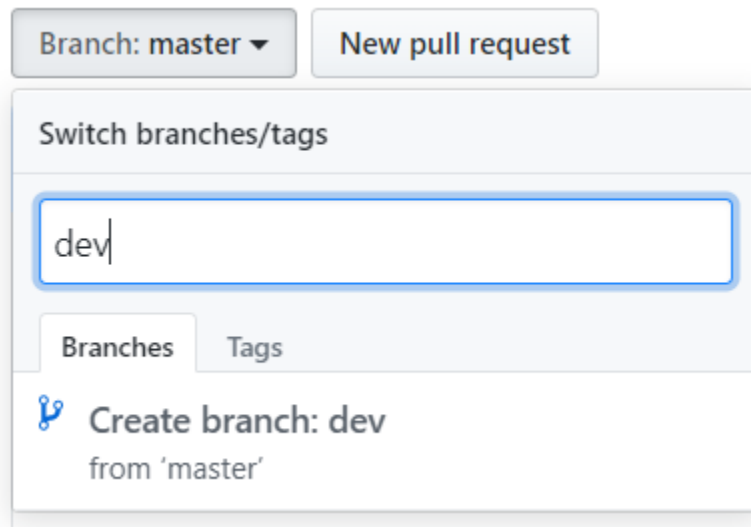 Branch: master New pull request
Switch branches/tags
dev
Branches Tags
Create branch: dev
from ‘master’